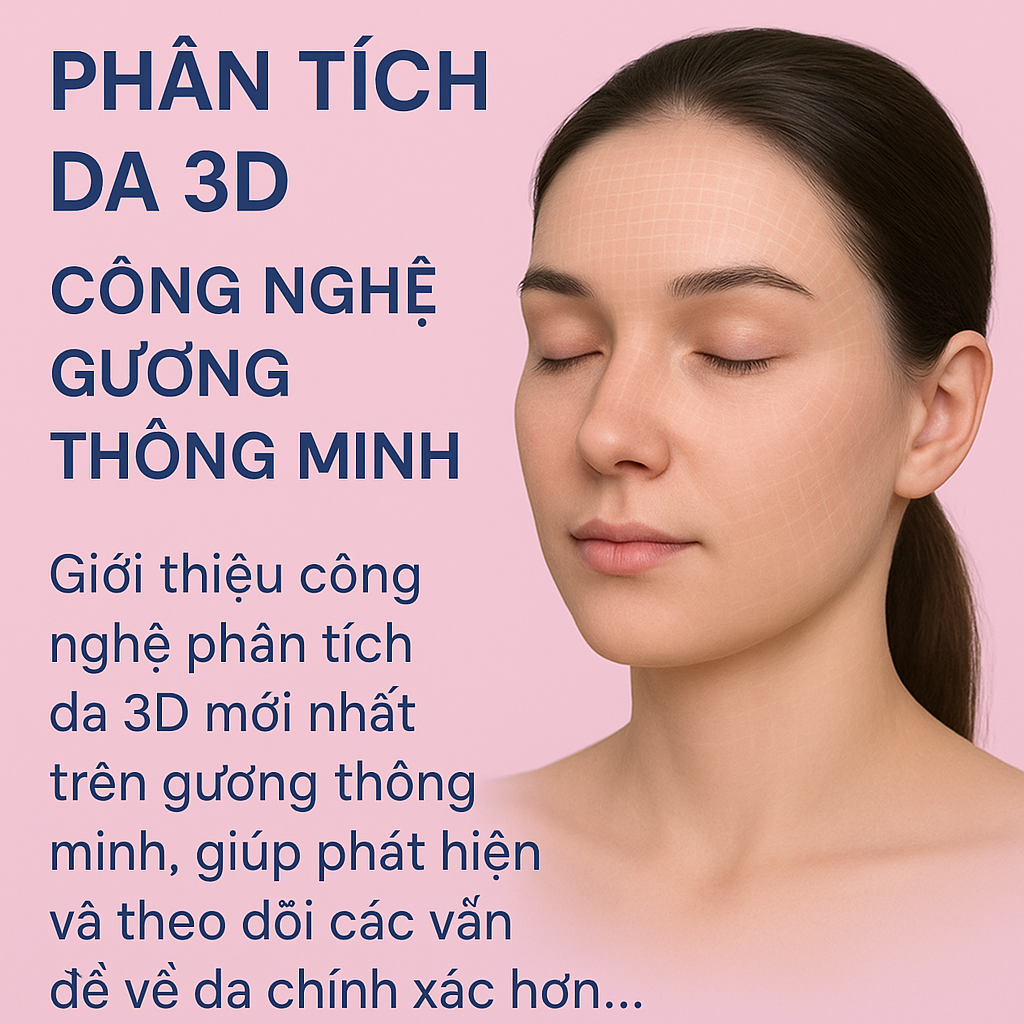 PHÂN TÍCH
DA 3D
CÔNG NGHỆ
GƯƠNG
THÔNG MINH
Giới thiệu công
nghệ phân tích
da 3D mới nhất
trên gương thông
minh, giúp phát hiện
vâ theo dõi các vẫn
đề về da chính xác hơn...